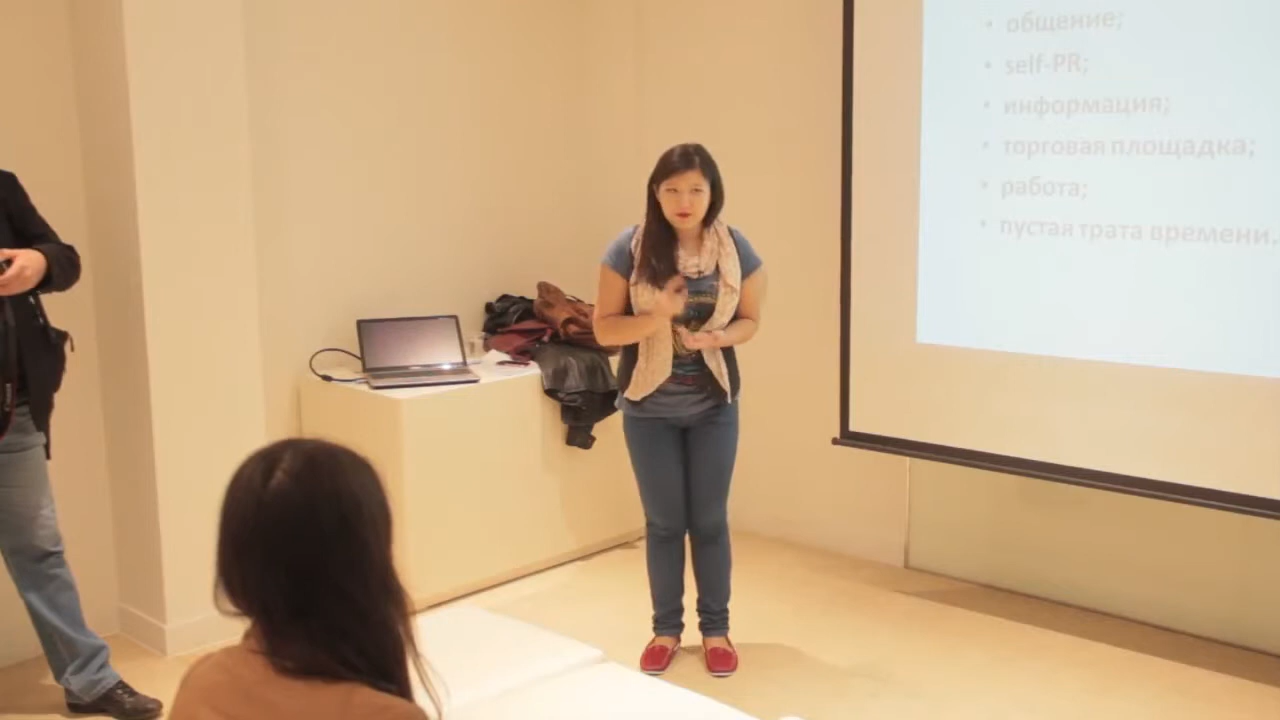 • общение;
• self-PR;
• информация;
• торговая площадка;
• работа;
• пустая трата времени.